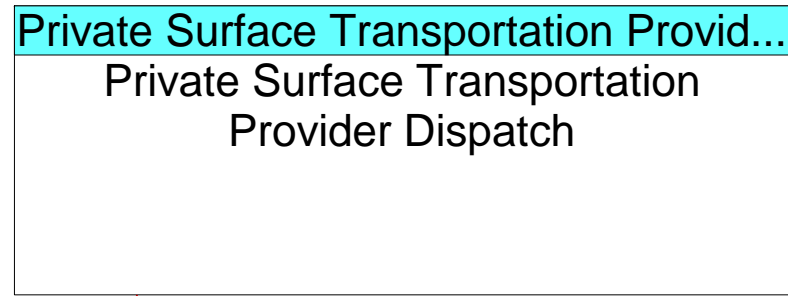 Private Surface Transportation Provid...
Private Surface Transportation
Provider Dispatch